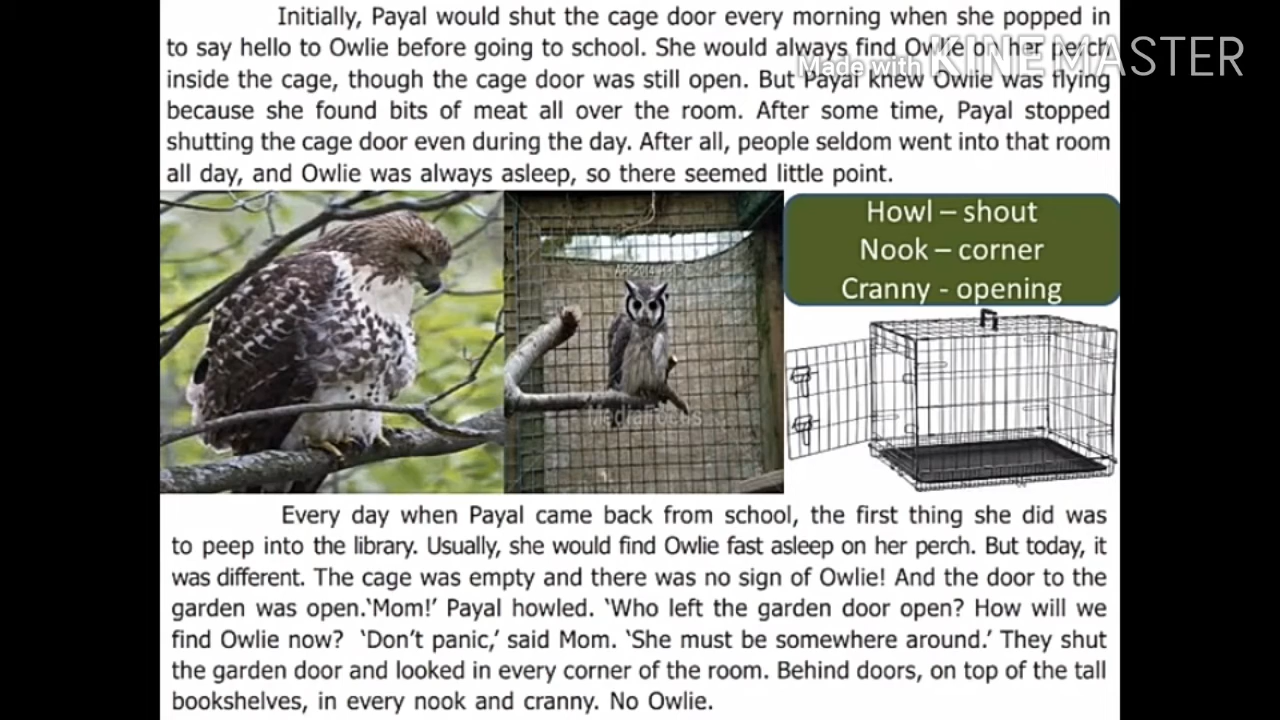 Initially, Payal would shut the cage door every morning when she popped in
to say hello to Owlie before going to school. She would always find Owlie on her perch
Made with KINEMASTER
inside the cage, though the cage door was still open. But Payal knew Owlie was flying
because she found bits of meat all over the room. After some time, Payal stopped
shutting the cage door even during the day. After all, people seldom went into that room
all day, and Owlie was always asleep, so there seemed little point.
Howl – shout
Nook – corner
Cranny - opening
MediaFocus
Every day when Payal came back from school, the first thing she did was
to peep into the library. Usually, she would find Owlie fast asleep on her perch. But today, it
was different. The cage was empty and there was no sign of Owlie! And the door to the
garden was open.‘Mom!’ Payal howled. ‘Who left the garden door open? How will we
find Owlie now?  ‘Don’t panic,’ said Mom. ‘She must be somewhere around.’ They shut
the garden door and looked in every corner of the room. Behind doors, on top of the tall
bookshelves, in every nook and cranny. No Owlie.